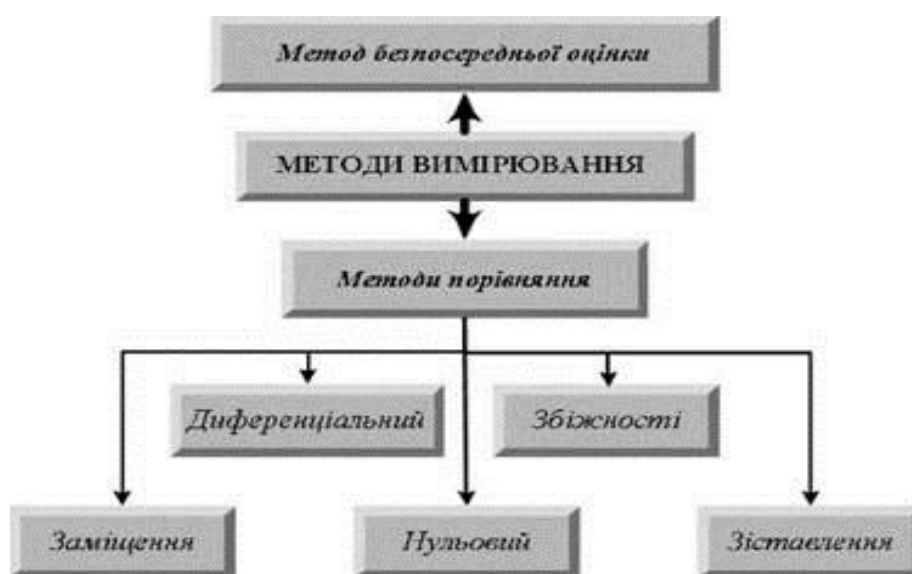 Метод безпосередньої оцінки
МЕТОДИ ВИМІРЮВАННЯ
Методи порівняння
Диференціальний
Збіжності
Заміщення
Нульовий
Зіставлення